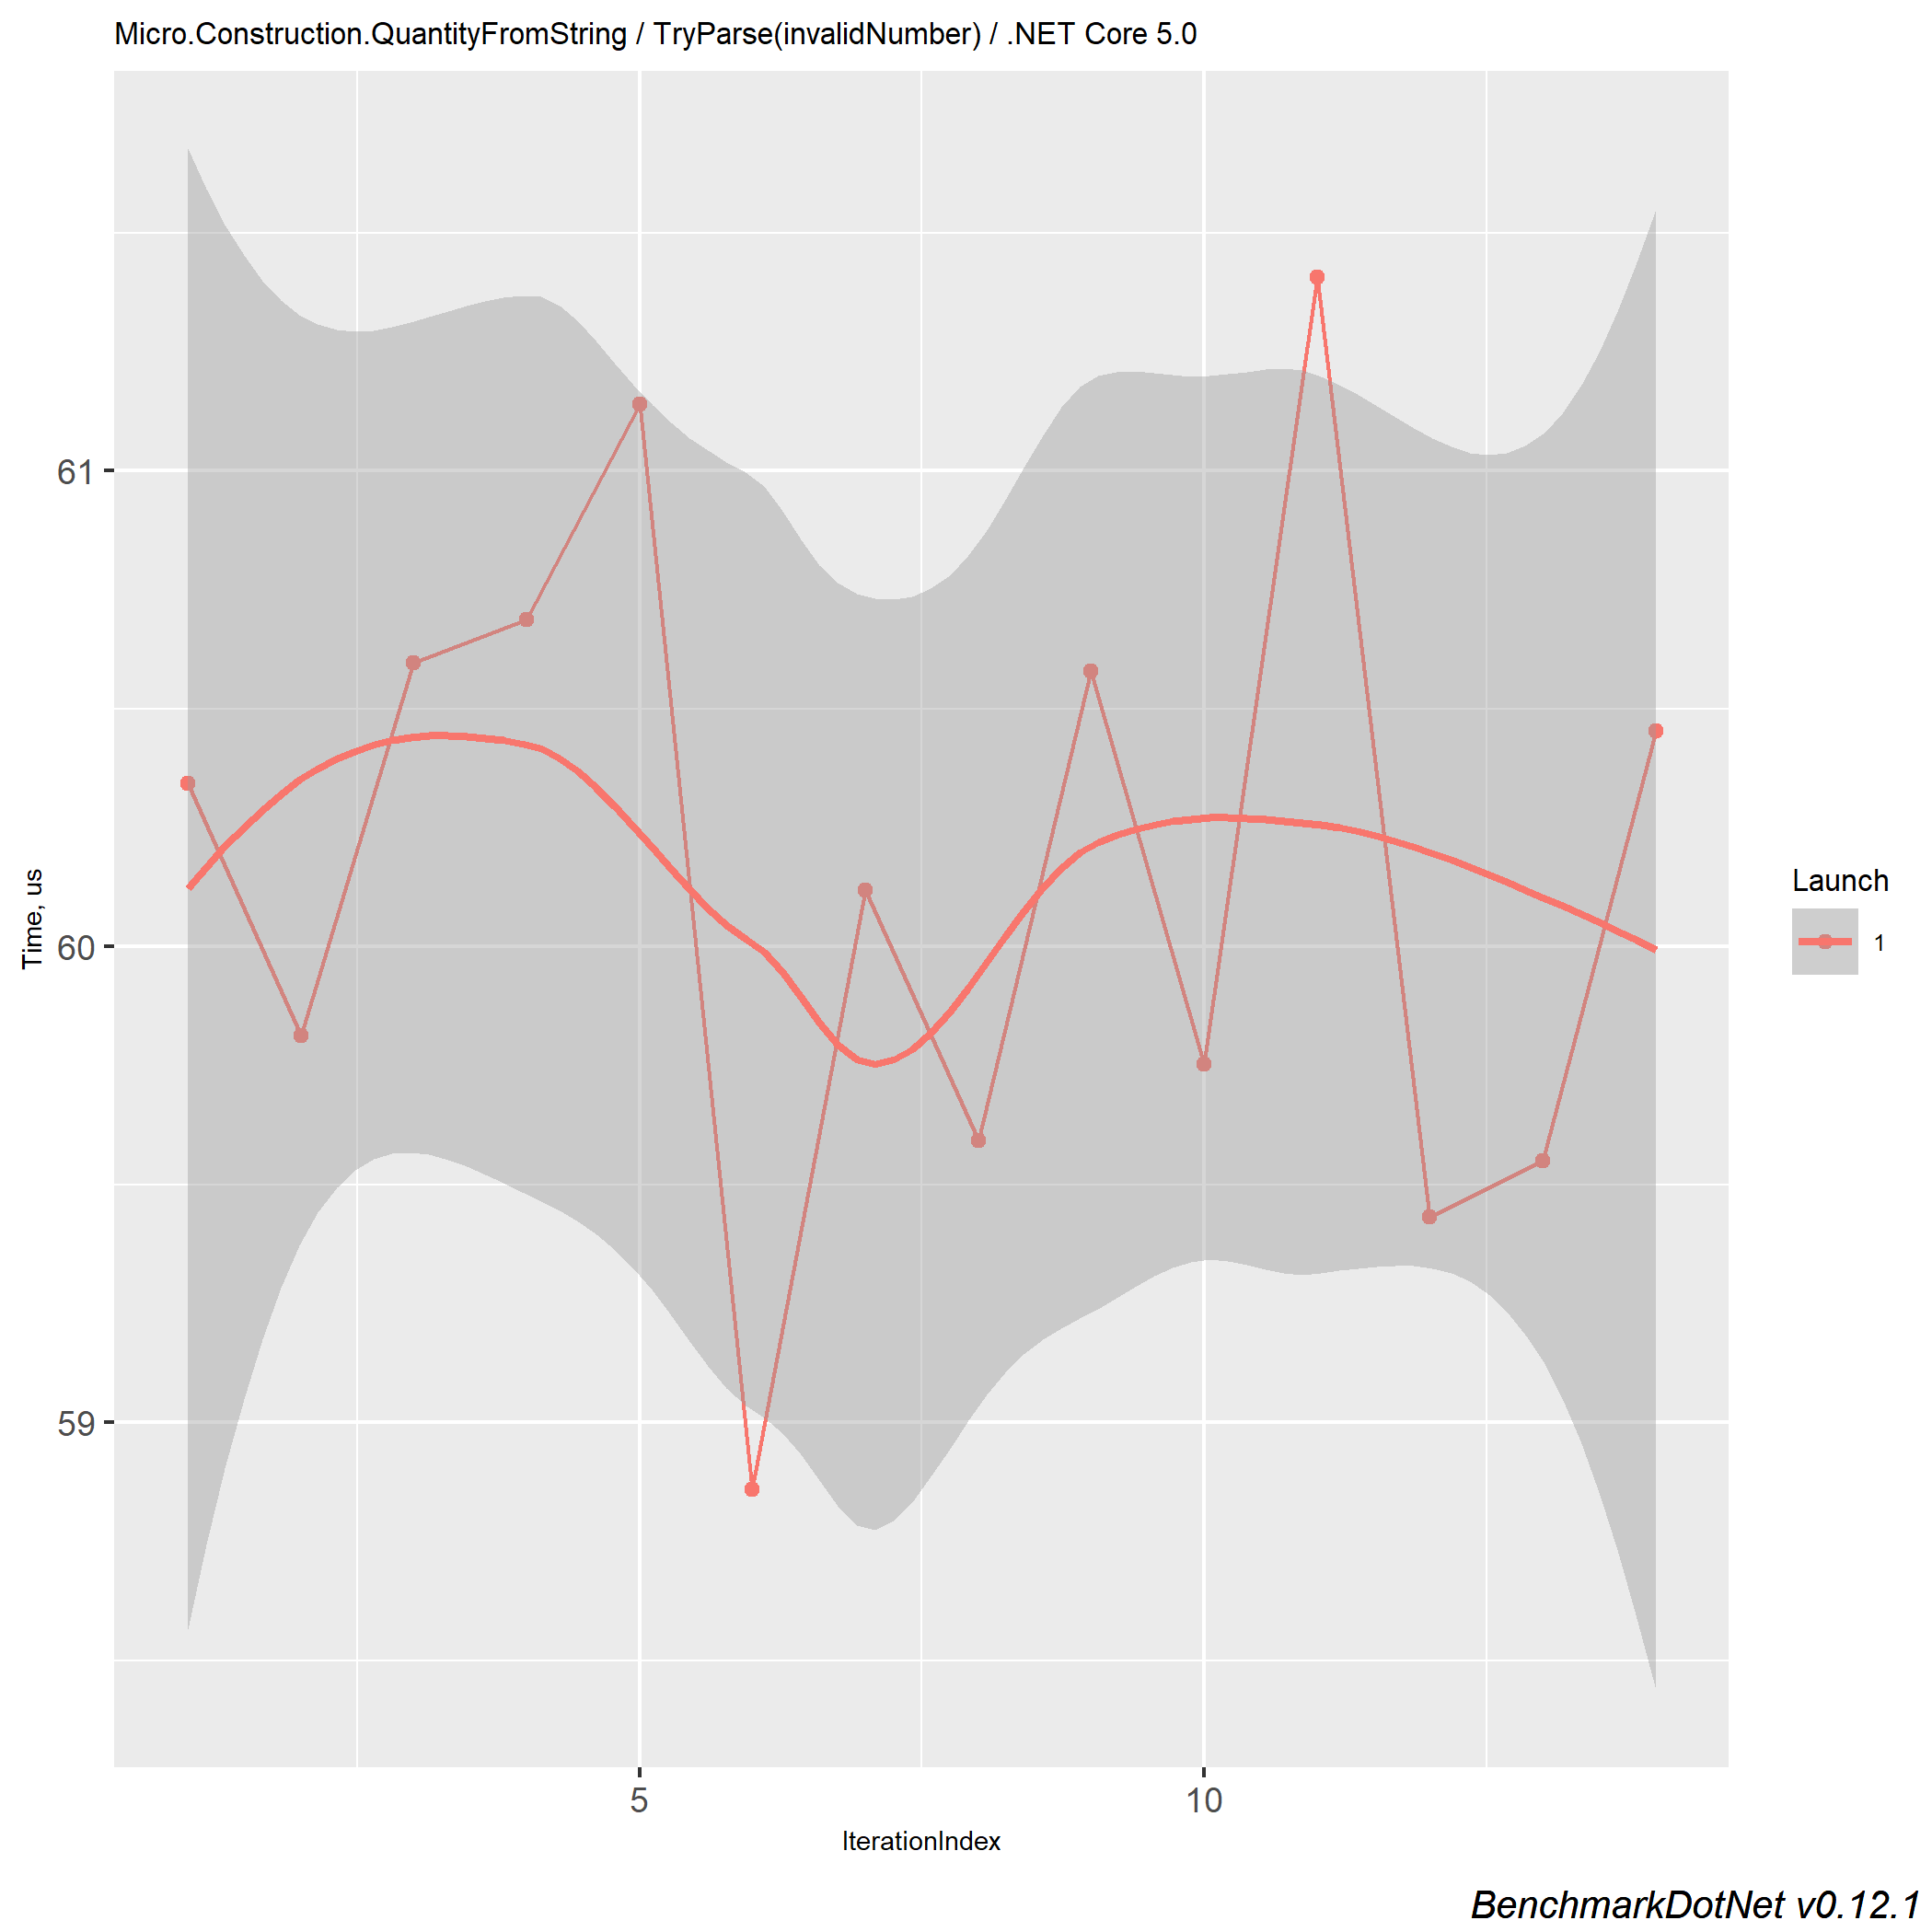 Micro.Construction.QuantityFromString / TryParse(invalidNumber) / .NET Core 5.0
Time, us
61
60
59
5
10
IterationIndex
Launch
1
BenchmarkDotNet v0.12.1